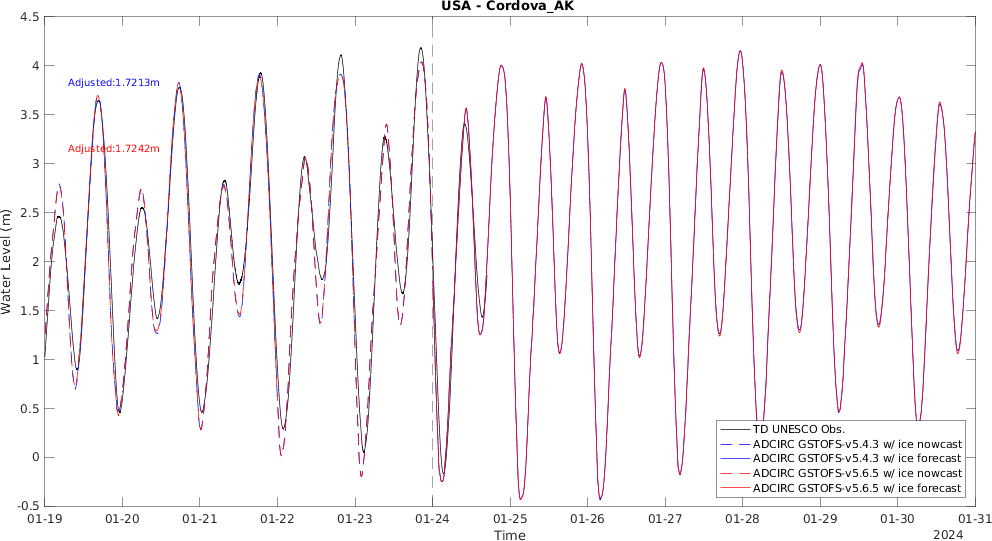 USA - Cordova_AK
4.5
4
3.5
3
2.5
2
1.5
1
0.5
0
-0.5
Water Level (m)
Adjusted:1.7213m
Adjusted:1.7242m
TD UNESCO Obs.
ADCIRC GSTOFS-v5.4.3 w/ ice nowcast
ADCIRC GSTOFS-v5.4.3 w/ ice forecast
ADCIRC GSTOFS-v5.6.5 w/ ice nowcast
ADCIRC GSTOFS-v5.6.5 w/ ice forecast
01-19 01-20 01-21 01-22 01-23 01-24 01-25 01-26 01-27 01-28 01-29 01-30 01-31
Time
2024